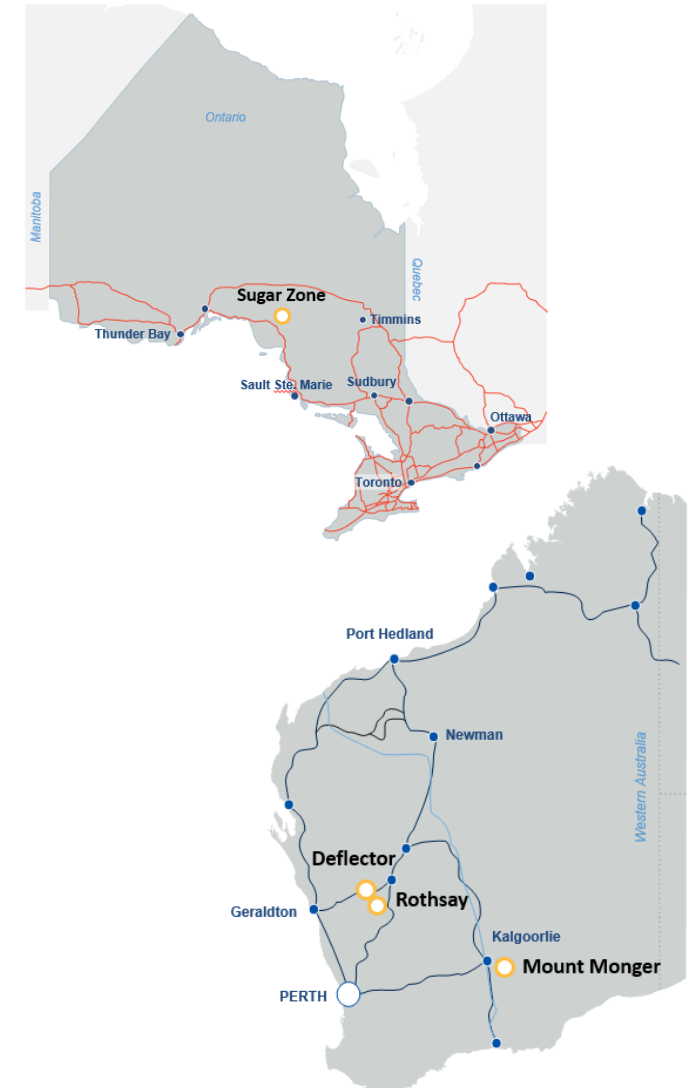 Ontario
Manitoba
Quebec
Sugar Zone
Timmins
Thunder Bay
Sault Ste. Marie
Sudbury
Ottawa
Toronto
Port Hedland
Newman
Western Australia
Deflector
Rothsay
Geraldton
Kalgoorlie
Mount Monger
PERTH